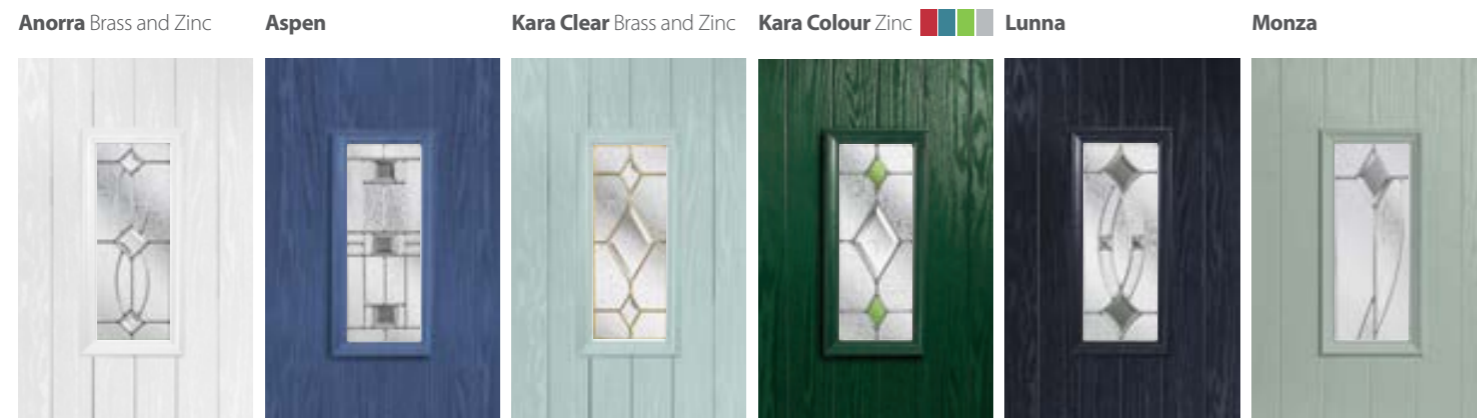 Anorra Brass and Zinc
Aspen
Kara Clear Brass and Zinc
Kara Colour Zinc
Lunna
Monza